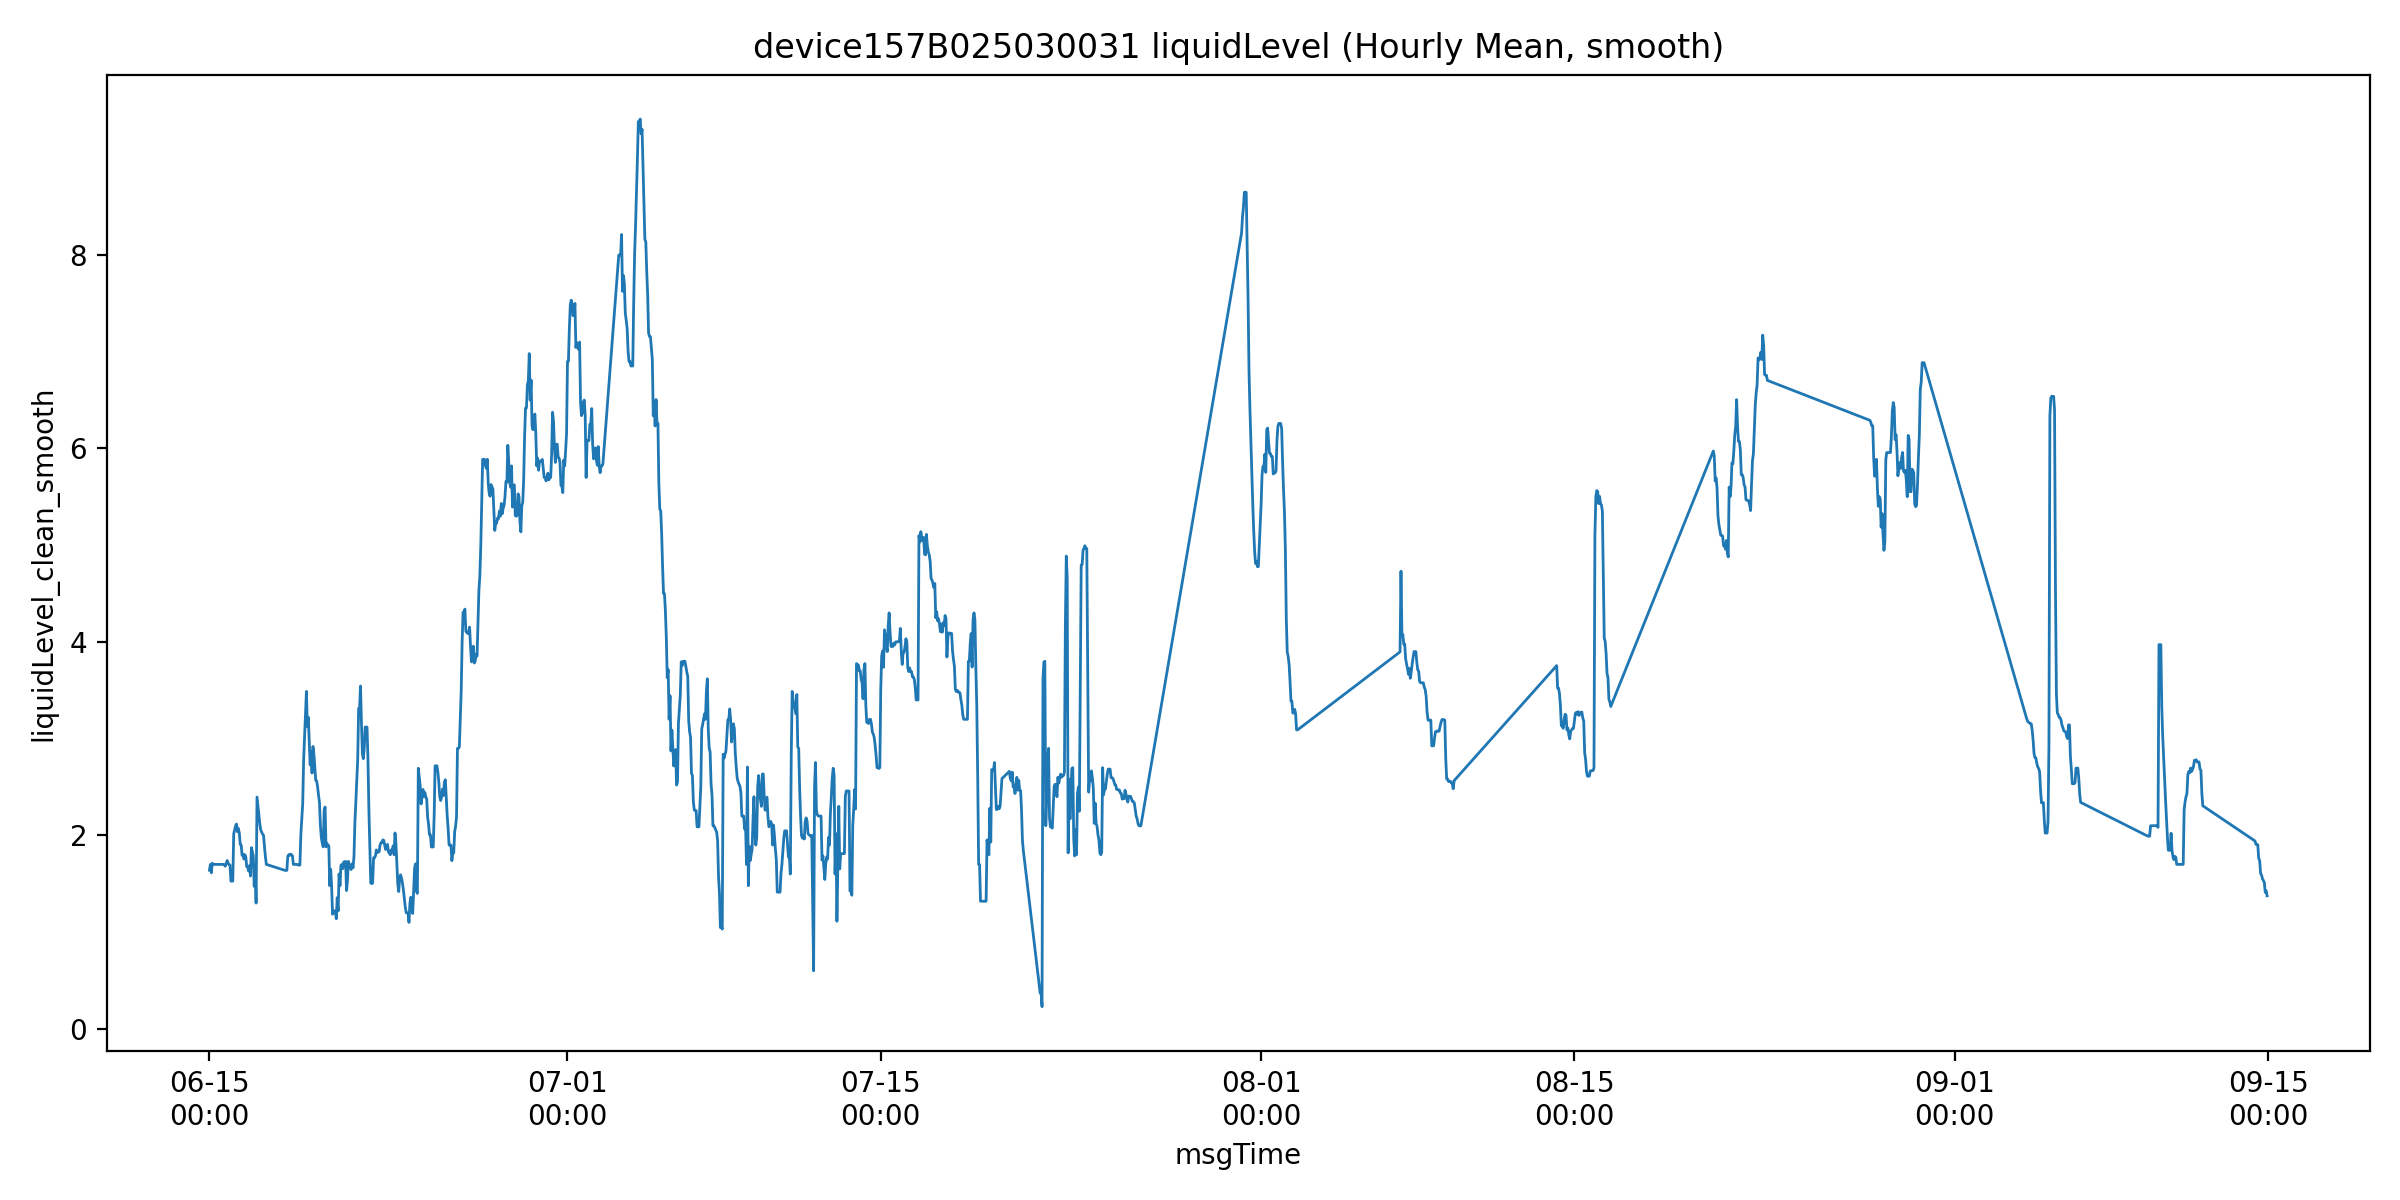 device157B025030031 liquidLevel (Hourly Mean, smooth)
liquidLevel_clean_smooth
8
6
4
2
0
06-15 07-01 07-15 08-01 08-15 09-01 09-15
00:00 00:00 00:00 00:00 00:00 00:00 00:00
msgTime